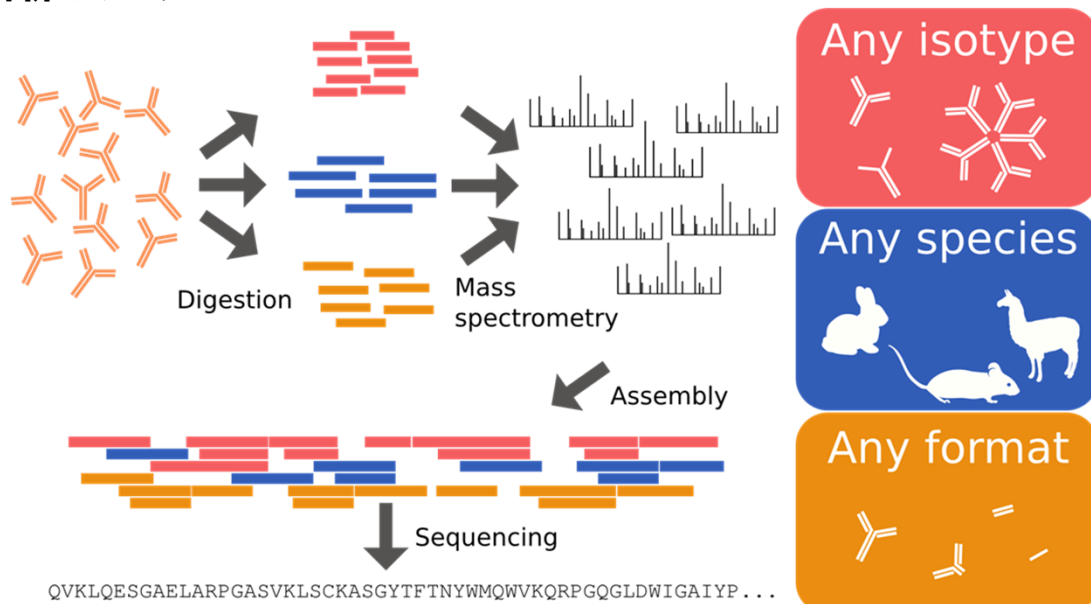 Any isotype
Digestion
Mass
spectrometry
Any species
Assembly
Any format
Sequencing
QVKLQESGAELARPGASVKLSCKASGYTFTNYWMQWVKQRPGQGLDWIGAIYP...